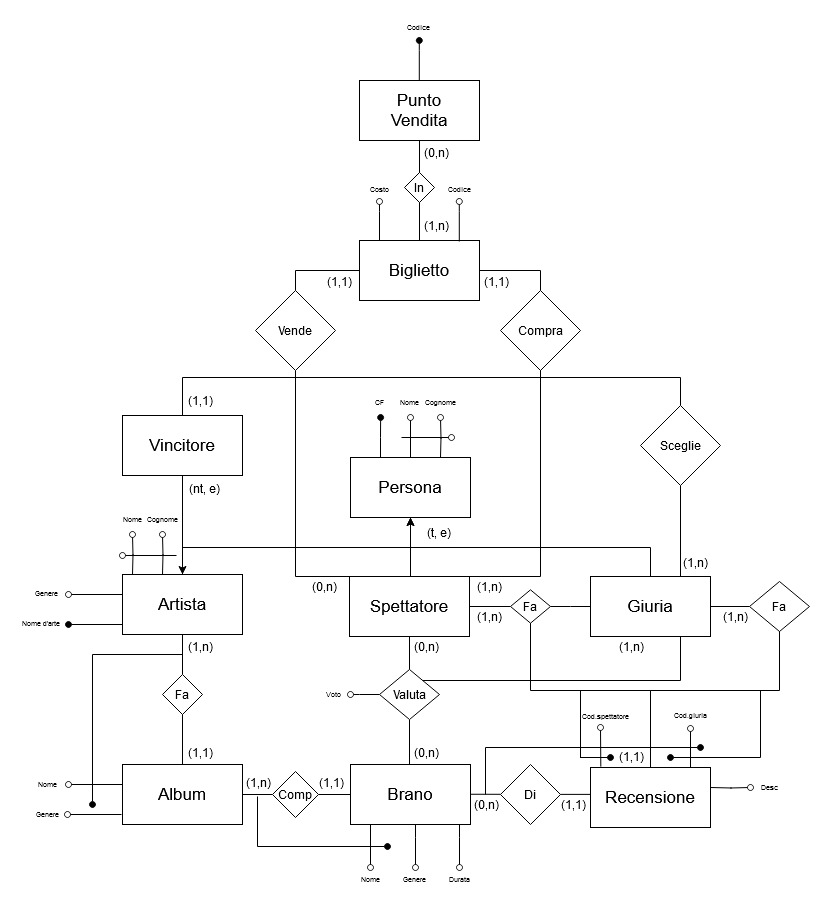 Codice
Punto
Vendita
(0,n)
In
Costo
Codice
(1,n)
Biglietto
(1,1)
(1,1)
Vende
Compra
(1,1)
CF
Nome
Cognome
Vincitore
Sceglie
Persona
(nt, e)
Nome
Cognome
(t, e)
(1,n)
(0,n)
(1,n)
Genere
Artista
Spettatore
Fa
Giuria
Fa
Nome d'arte
(1,n)
(1,n)
(1,n)
(0,n)
(1,n)
Fa
Voto
Valuta
Cod.spettatore
Cod.giuria
(1,1)
(0,n)
(1,1)
Nome
(1,n)
(1,1)
Desc
Album
Comp
Brano
Di
Recensione
(0,n)
(1,1)
Genere
Nome
Genere
Durata